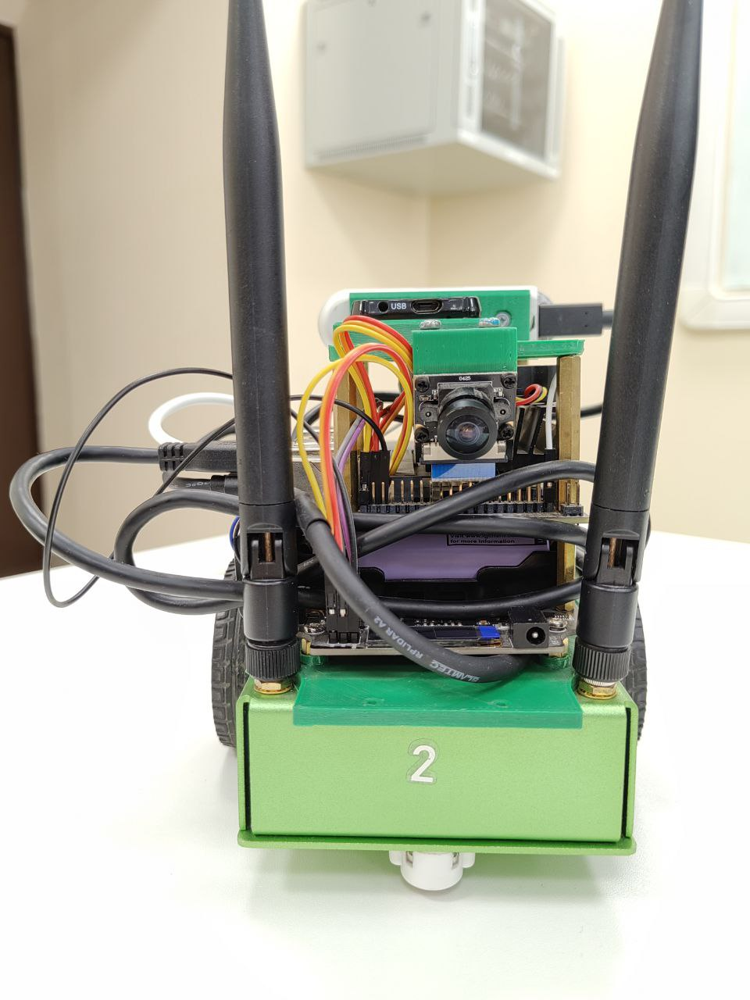 USB
0425
for more information
SLAMTEC RPLIDAR A2
2